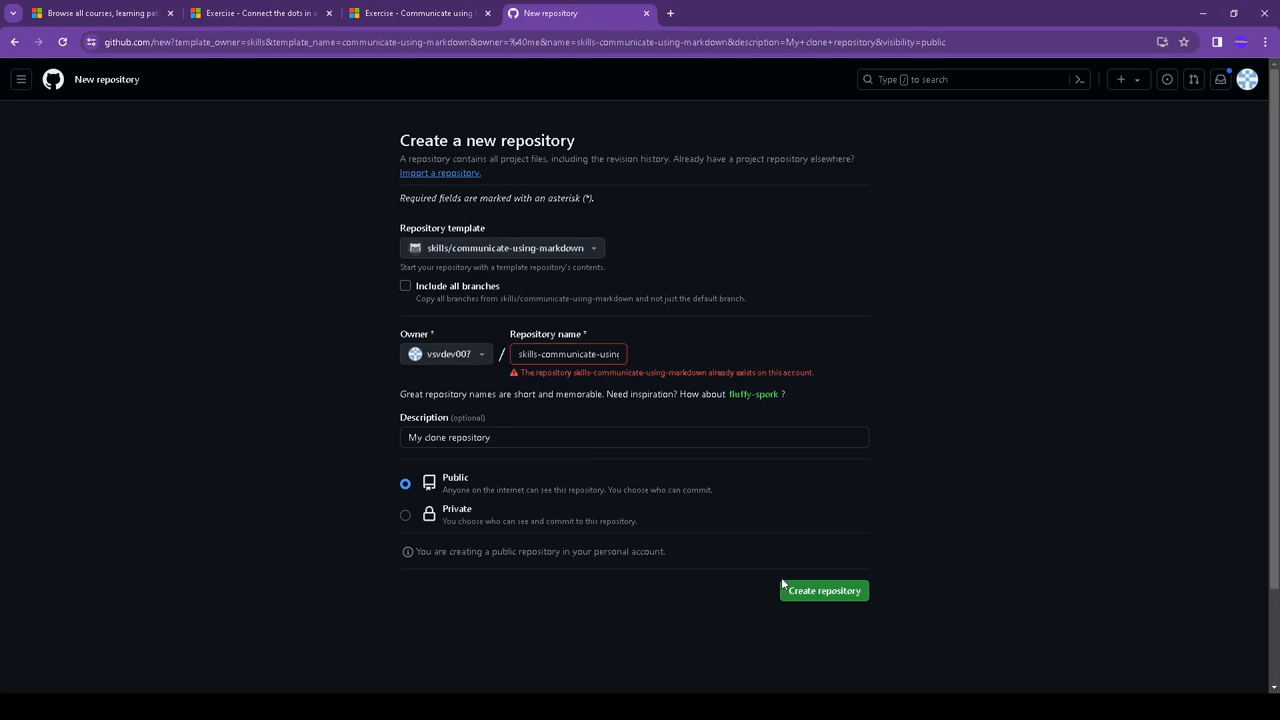 Browse all courses, learning pat
Exercise - Connect the dots in a
Exercise - Communicate using
New repository
github.com/new?template_owner=skills&template_name=communicate-using-markdown&owner=%40me&name=skills-communicate-using-markdown&description=My+clone+repository&visibility=public
New repository
Type / to search
Create a new repository
A repository contains all project files, including the revision history. Already have a project repository elsewhere?
Import a repository.
Required fields are marked with an asterisk (*).
Repository template
skills/communicate-using-markdown
Start your repository with a template repository's contents.
Include all branches
Copy all branches from skills/communicate-using-markdown and not just the default branch.
Owner *
Repository name *
vsvdev007
/
skills-communicate-using
The repository skills-communicate-using-markdown already exists on this account.
Great repository names are short and memorable. Need inspiration? How about fluffy-spork ?
Description (optional)
My clone repository
Public
Anyone on the internet can see this repository. You choose who can commit.
Private
You choose who can see and commit to this repository.
You are creating a public repository in your personal account.
Create repository